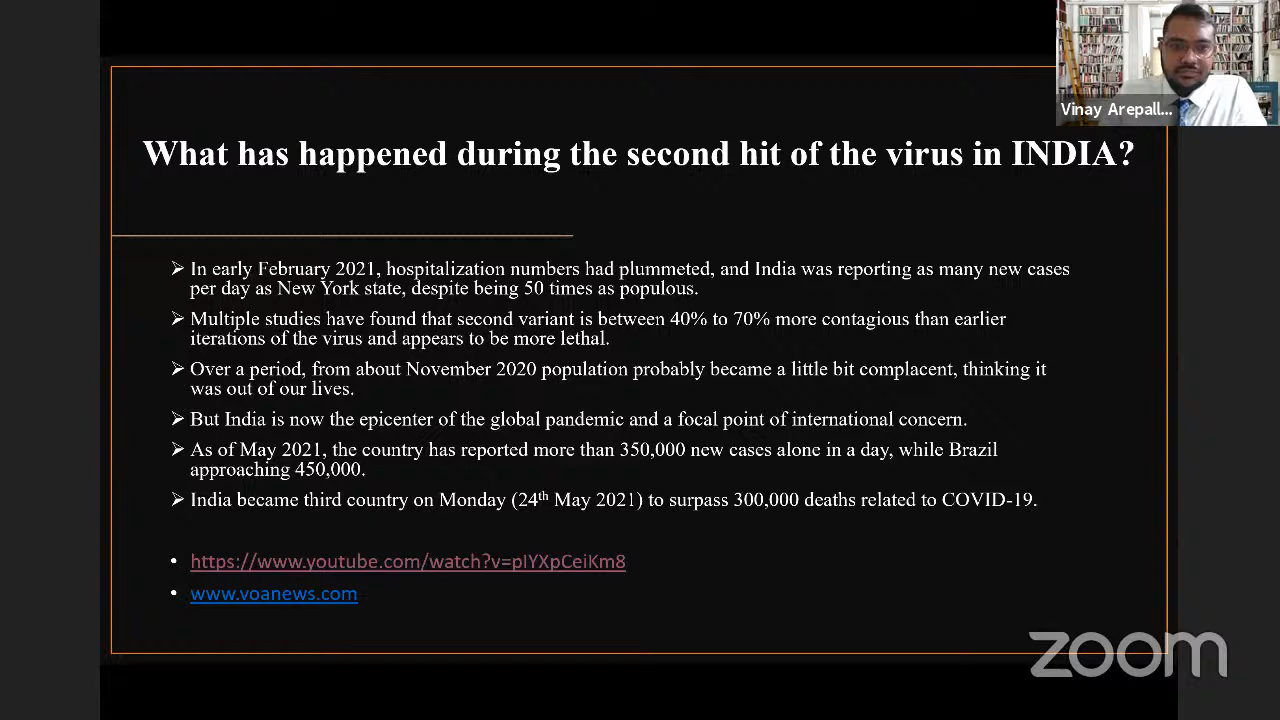 Vinay Arepall...
What has happened during the second hit of the virus in INDIA?
➢ In early February 2021, hospitalization numbers had plummeted, and India was reporting as many new cases
per day as New York state, despite being 50 times as populous.
➢ Multiple studies have found that second variant is between 40% to 70% more contagious than earlier
iterations of the virus and appears to be more lethal.
➢ Over a period, from about November 2020 population probably became a little bit complacent, thinking it
was out of our lives.
➢ But India is now the epicenter of the global pandemic and a focal point of international concern.
➢ As of May 2021, the country has reported more than 350,000 new cases alone in a day, while Brazil
approaching 450,000.
➢ India became third country on Monday (24th May 2021) to surpass 300,000 deaths related to COVID-19.
• https://www.youtube.com/watch?v=pIYXpCeiKm8
• www.voanews.com
zoom